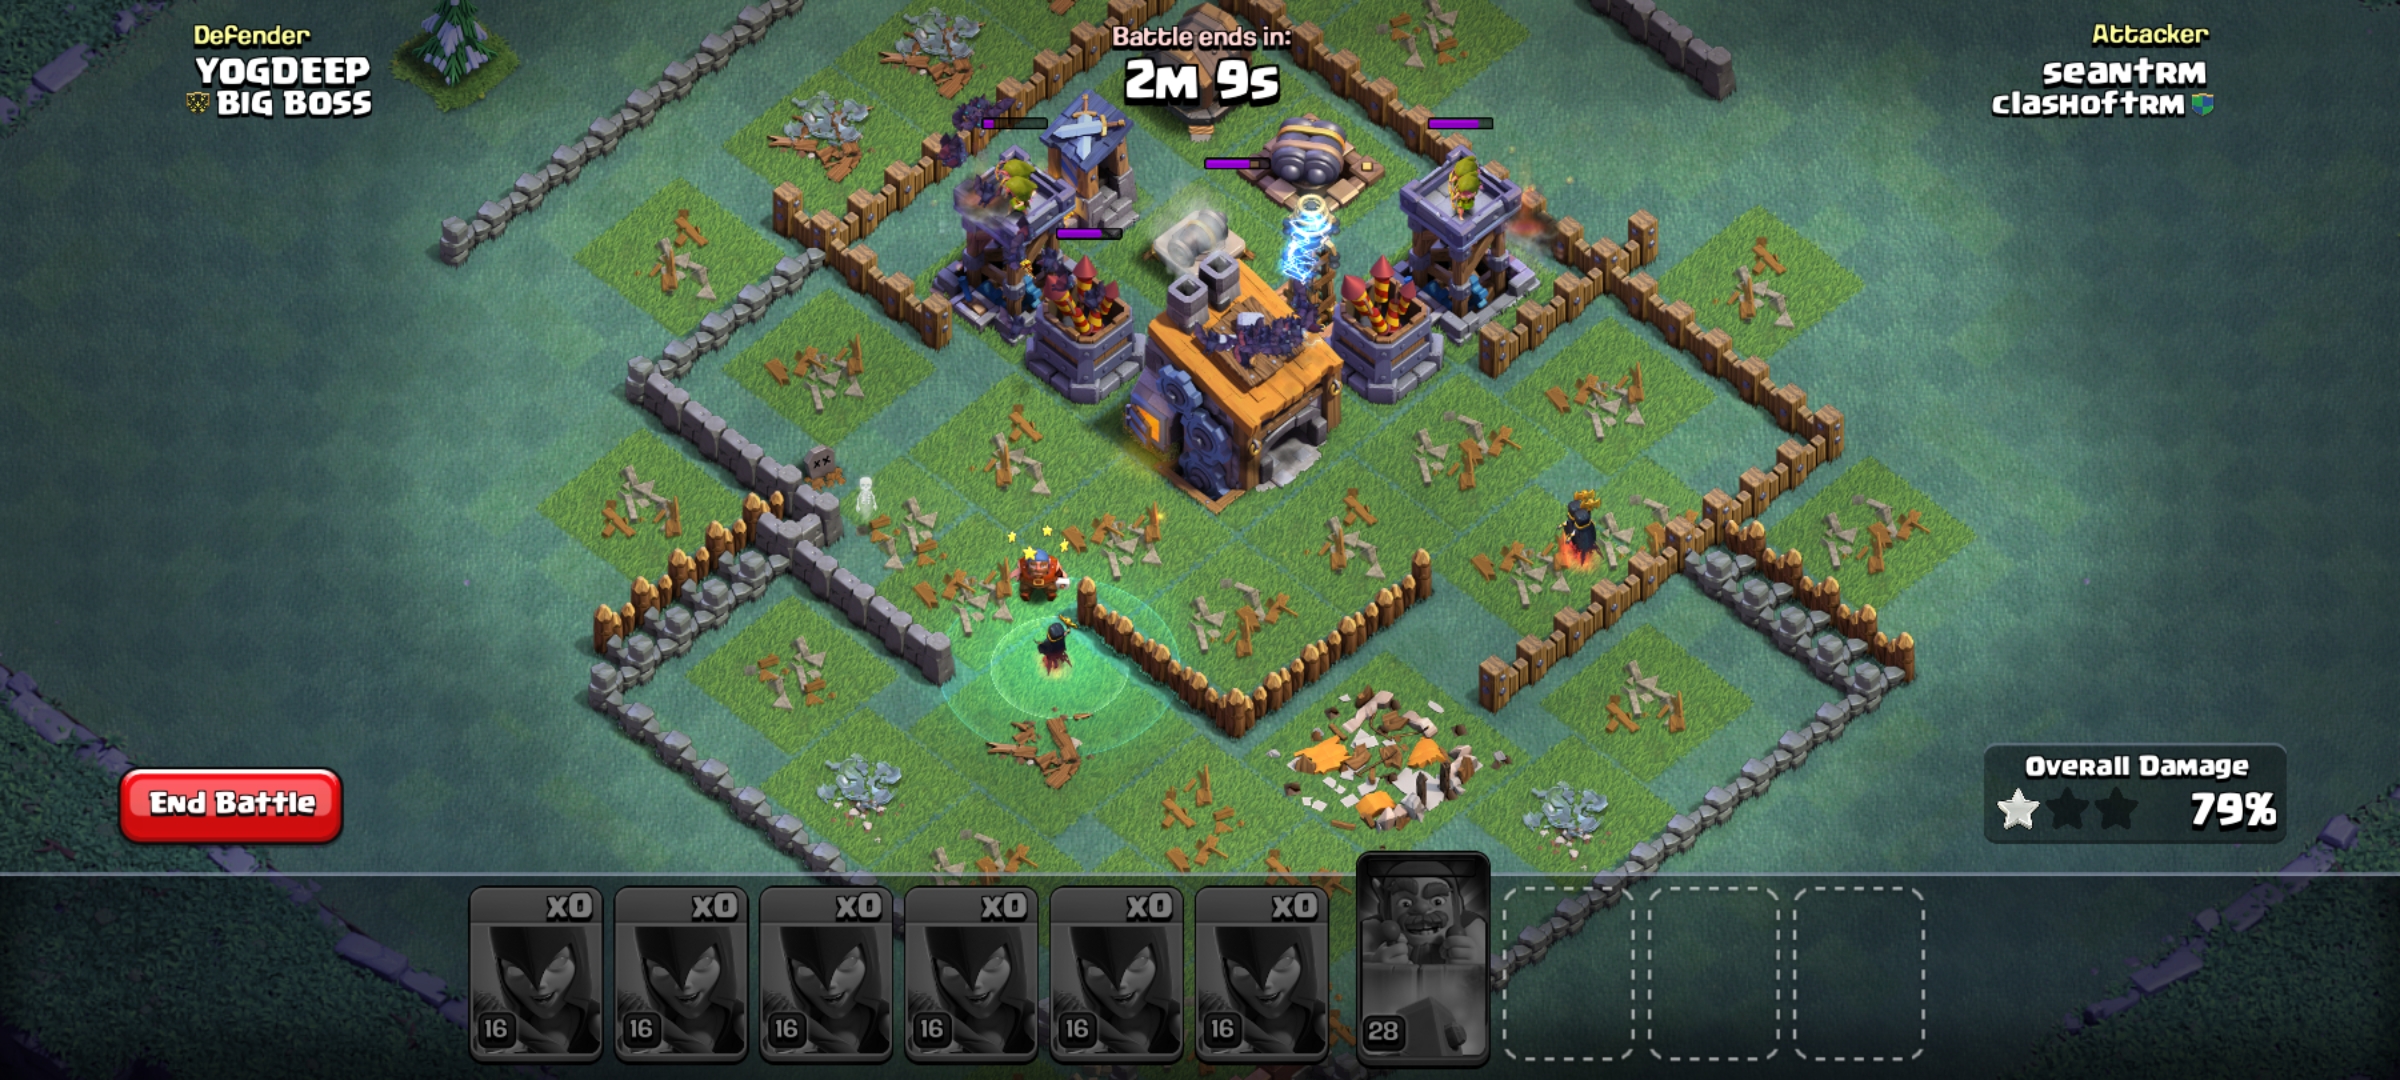 Defender
YOGDEEP
BIG BOSS
Battle ends in:
2M 9s
Attacker
seantRM
clashoftRM
End Battle
Overall Damage
79%
x0
x0
x0
x0
x0
x0
16
16
16
16
16
16
28